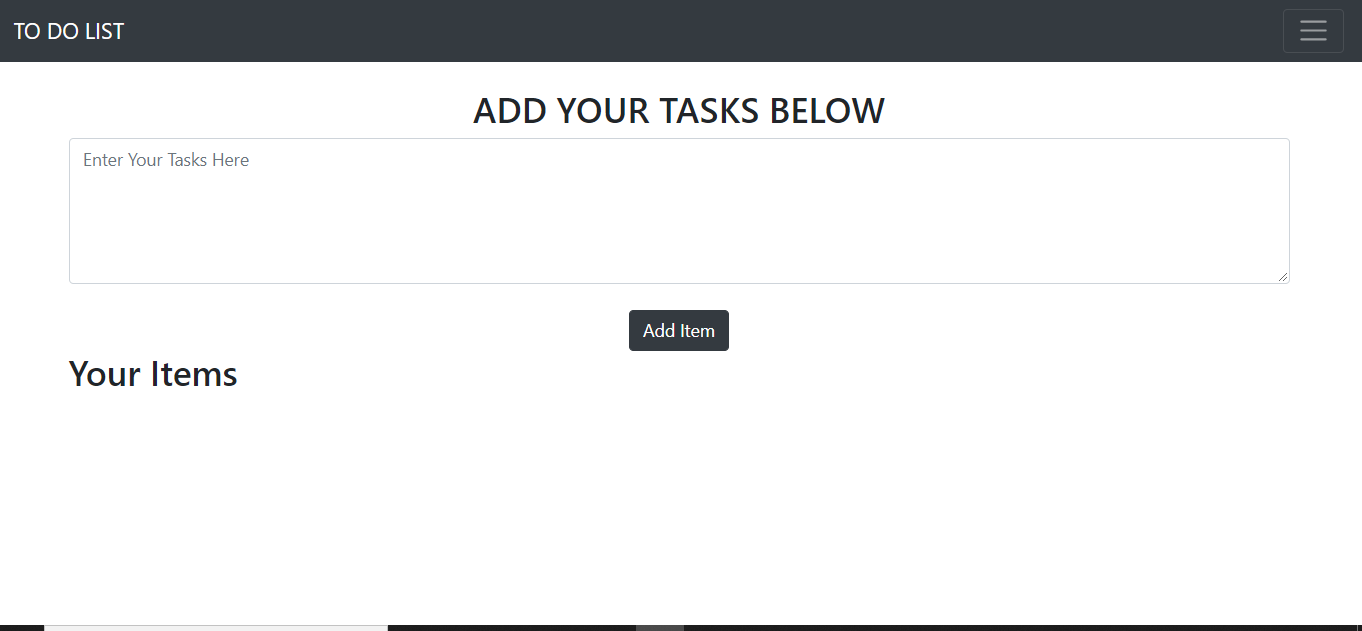 TO DO LIST
ADD YOUR TASKS BELOW
Enter Your Tasks Here
Add Item
Your Items